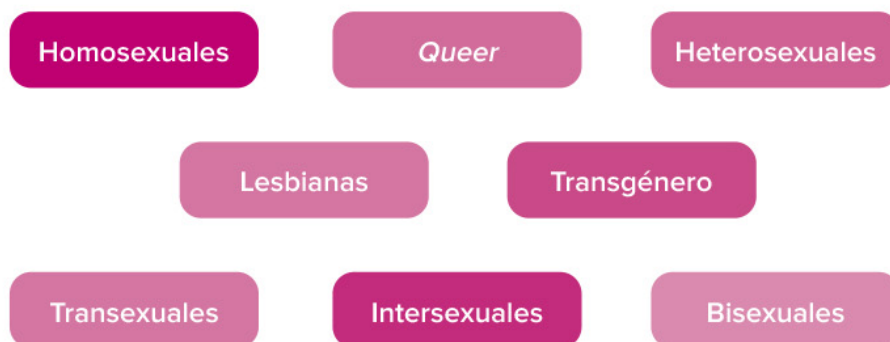 Homosexuales
Queer
Heterosexuales
Lesbianas
Transgénero
Transexuales
Intersexuales
Bisexuales